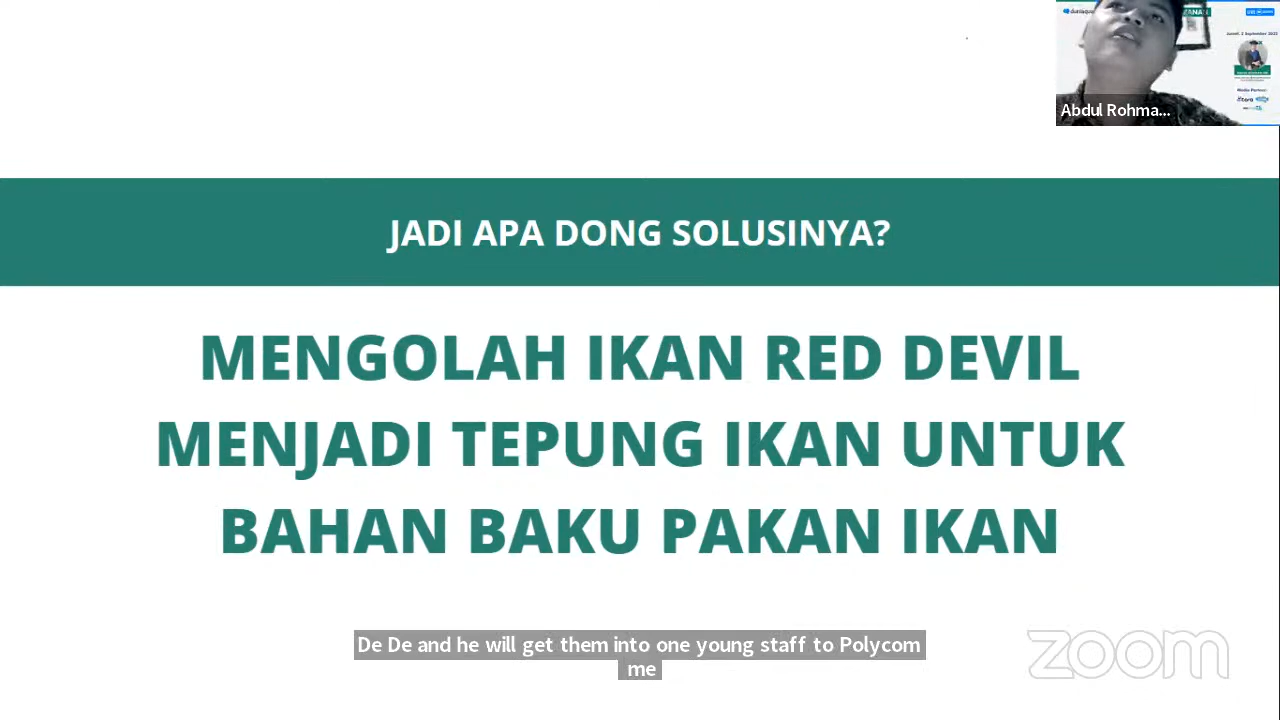 Abdul Rohma...
JADI APA DONG SOLUSINYA?
MENGOLAH IKAN RED DEVIL
MENJADI TEPUNG IKAN UNTUK
BAHAN BAKU PAKAN IKAN
De De and he will get them into one young staff to Polycom
me
zoom